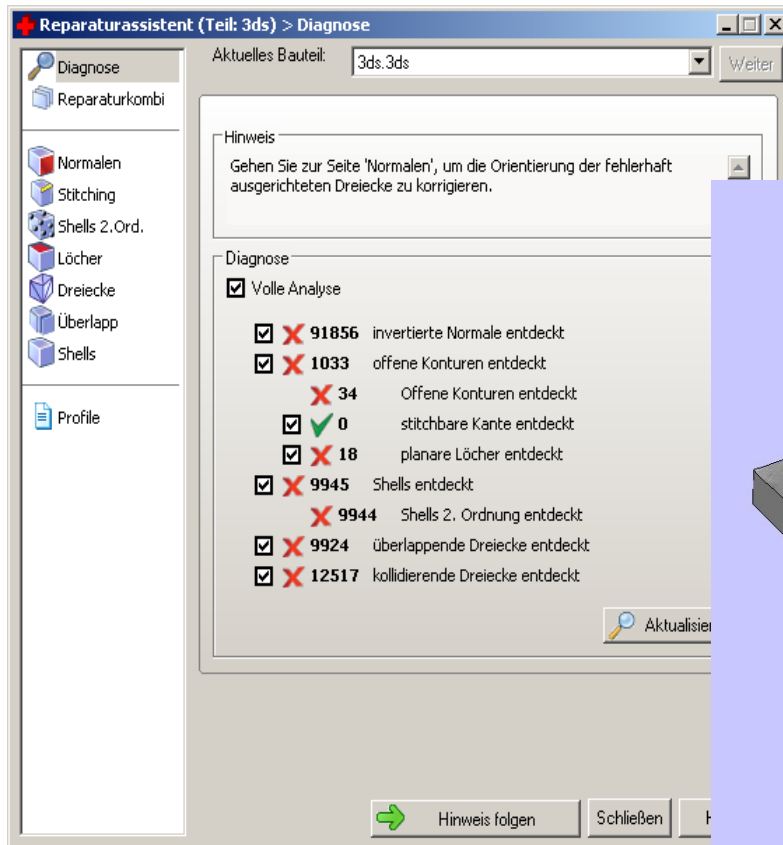 Reparaturassistent (Teil: 3ds) > Diagnose
Diagnose
Reparaturkombi
Normalen
Stitching
Shells 2.Ord.
Löcher
Dreiecke
Überlapp
Shells
Profile
Aktuelles Bauteil:
3ds.3ds
Weiter
Hinweis
Gehen Sie zur Seite 'Normalen', um die Orientierung der fehlerhaft
ausgerichteten Dreiecke zu korrigieren.
Diagnose
Volle Analyse
91856 invertierte Normale entdeckt
1033 offene Konturen entdeckt
34 Offene Konturen entdeckt
0 stitchbare Kante entdeckt
18 planare Löcher entdeckt
9945 Shells entdeckt
9944 Shells 2. Ordnung entdeckt
9924 überlappende Dreiecke entdeckt
12517 kollidierende Dreiecke entdeckt
Aktualisier
Hinweis folgen
Schließen